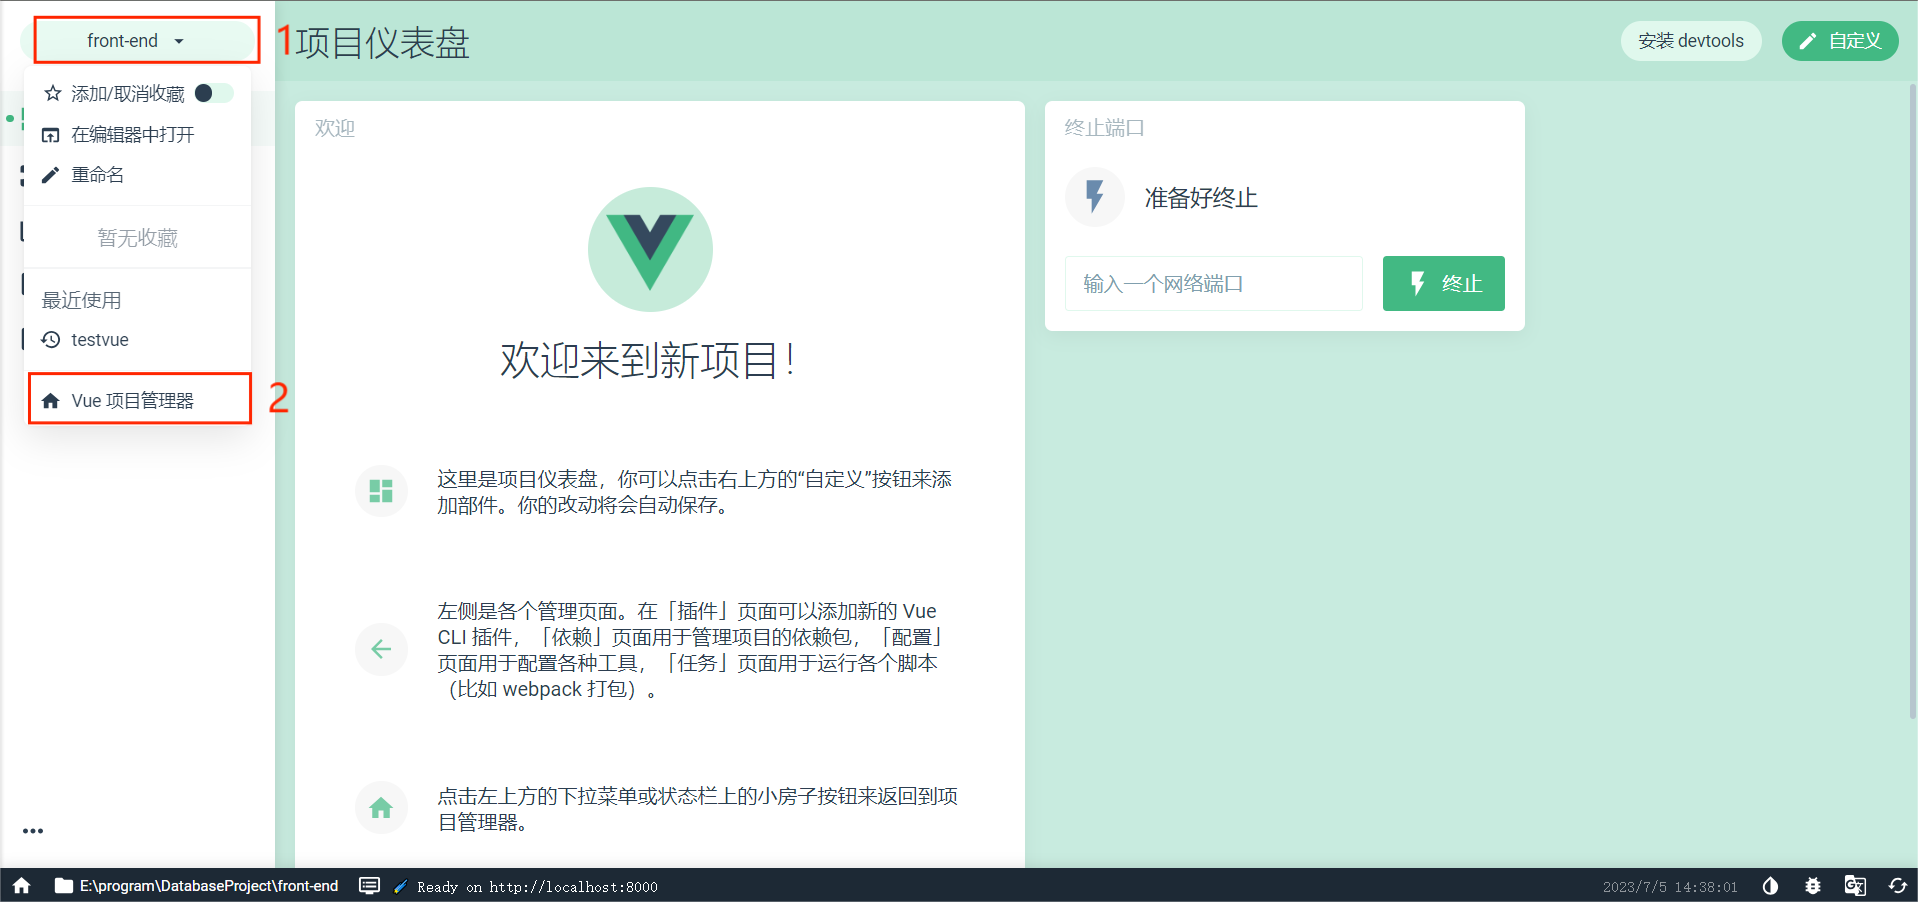 front-end
1
项目仪表盘
安装 devtools
自定义
添加/取消收藏
在编辑器中打开
重命名
暂无收藏
最近使用
testvue
Vue 项目管理器
2
欢迎
欢迎来到新项目！
这里是项目仪表盘，你可以点击右上方的“自定义”按钮来添
加部件。你的改动将会自动保存。
左侧是各个管理页面。在「插件」页面可以添加新的 Vue
CLI 插件，「依赖」页面用于管理项目的依赖包，「配置」
页面用于配置各种工具，「任务」页面用于运行各个脚本
（比如 webpack 打包）。
点击左上方的下拉菜单或状态栏上的小房子按钮来返回到项
目管理器。
终止端口
准备好终止
输入一个网络端口
终止
E:\program\DatabaseProject\front-end
Ready on http://localhost:8000
2023/7/5 14:38:01